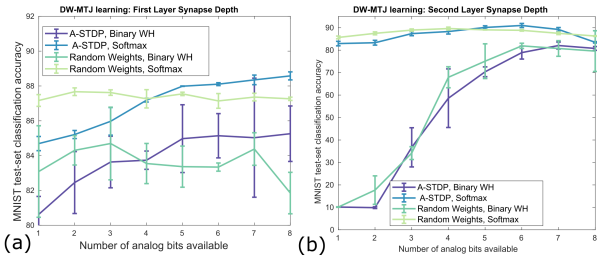 DW-MTJ learning: First Layer Synapse Depth
MNIST test-set classification accuracy
90
88
86
84
82
80
A-STDP, Binary WH
A-STDP, Softmax
Random Weights, Binary WH
Random Weights, Softmax
1 2 3 4 5 6 7 8
Number of analog bits available
(a)
DW-MTJ learning: Second Layer Synapse Depth
MNIST test-set classification accuracy
100
90
80
70
60
50
40
30
20
10
0
A-STDP, Binary WH
A-STDP, Softmax
Random Weights, Binary WH
Random Weights, Softmax
1 2 3 4 5 6 7 8
Number of analog bits available
(b)